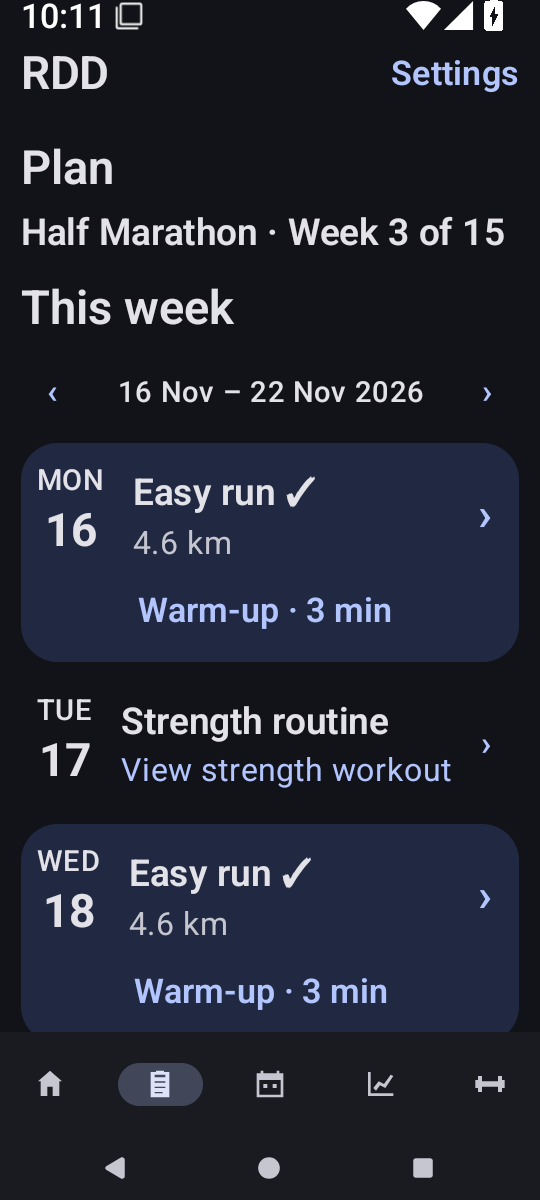 10:11
RDD
Settings
Plan
Half Marathon · Week 3 of 15
This week
‹ 16 Nov – 22 Nov 2026 ›
MON
16
Easy run ✓
4.6 km
Warm-up · 3 min
TUE
17
Strength routine
View strength workout
WED
18
Easy run ✓
4.6 km
Warm-up · 3 min